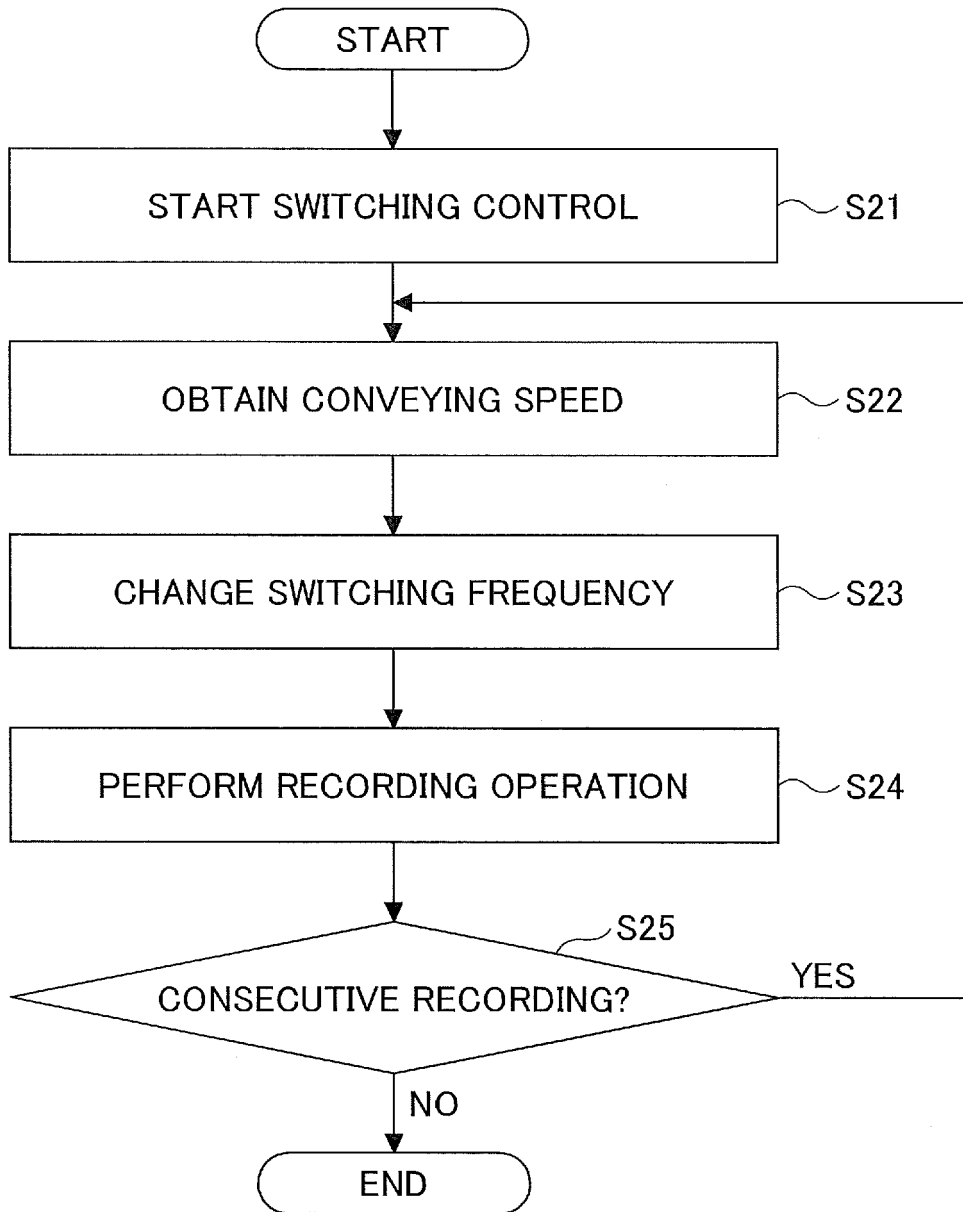 START
START SWITCHING CONTROL
S21
OBTAIN CONVEYING SPEED
S22
CHANGE SWITCHING FREQUENCY
S23
PERFORM RECORDING OPERATION
S24
S25
CONSECUTIVE RECORDING?
YES
NO
END